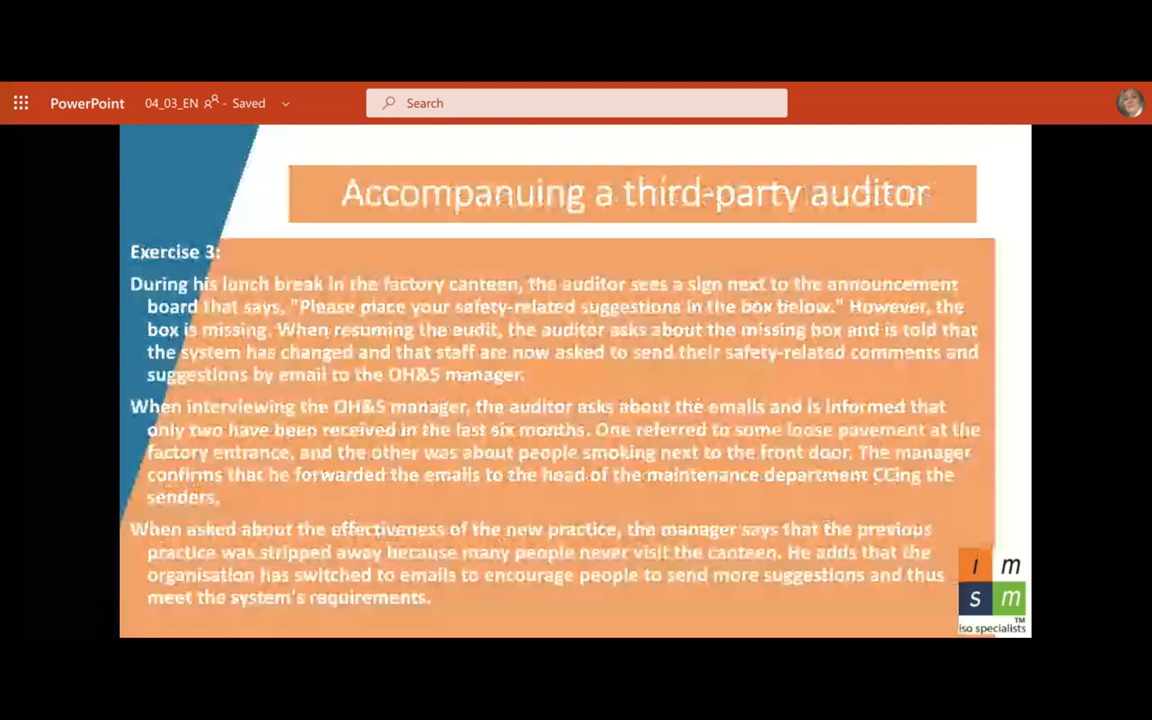 PowerPoint 04_03_EN - Saved Search
Accompanuing a third-party auditor
Exercise 3:
During his lunch break in the factory canteen, the auditor sees a sign next to the announcement
board that says, "Please place your safety-related suggestions in the box below." However, the
box is missing. When resuming the audit, the auditor asks about the missing box and is told that
the system has changed and that staff are now asked to send their safety-related comments and
suggestions by email to the OH&S manager.
When interviewing the OH&S manager, the auditor asks about the emails and is informed that
only two have been received in the last six months. One referred to some loose pavement at the
factory entrance, and the other was about people smoking next to the front door. The manager
confirms that he forwarded the emails to the head of the maintenance department CCing the
senders.
When asked about the effectiveness of the new practice, the manager says that the previous
practice was stripped away because many people never visit the canteen. He adds that the
organisation has switched to emails to encourage people to send more suggestions and thus
meet the system's requirements.
i m
s m
TM
iso specialists